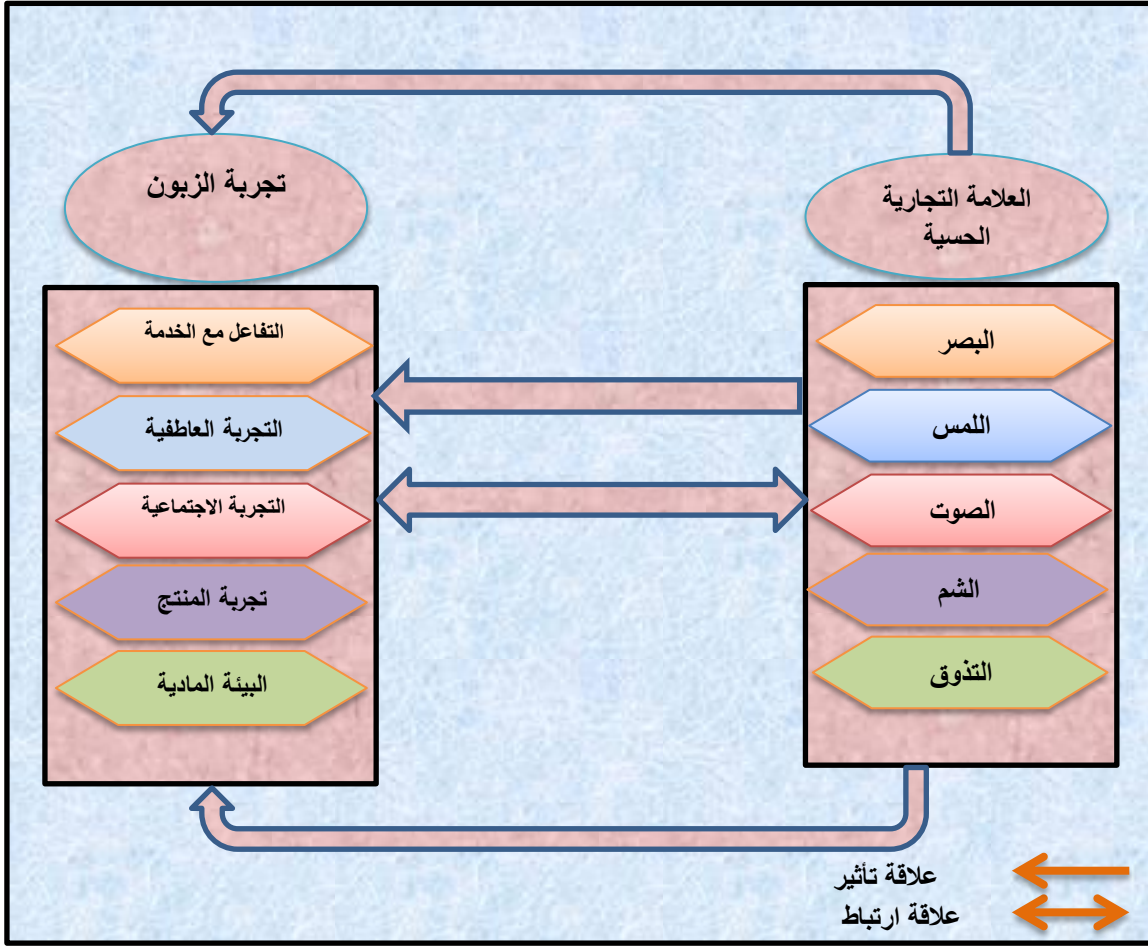 العلامة التجارية
الحسية
البصر
اللمس
الصوت
الشم
التذوق
تجربة الزبون
التفاعل مع الخدمة
التجربة العاطفية
التجربة الاجتماعية
تجربة المنتج
البيئة المادية
علاقة تأثير
علاقة ارتباط